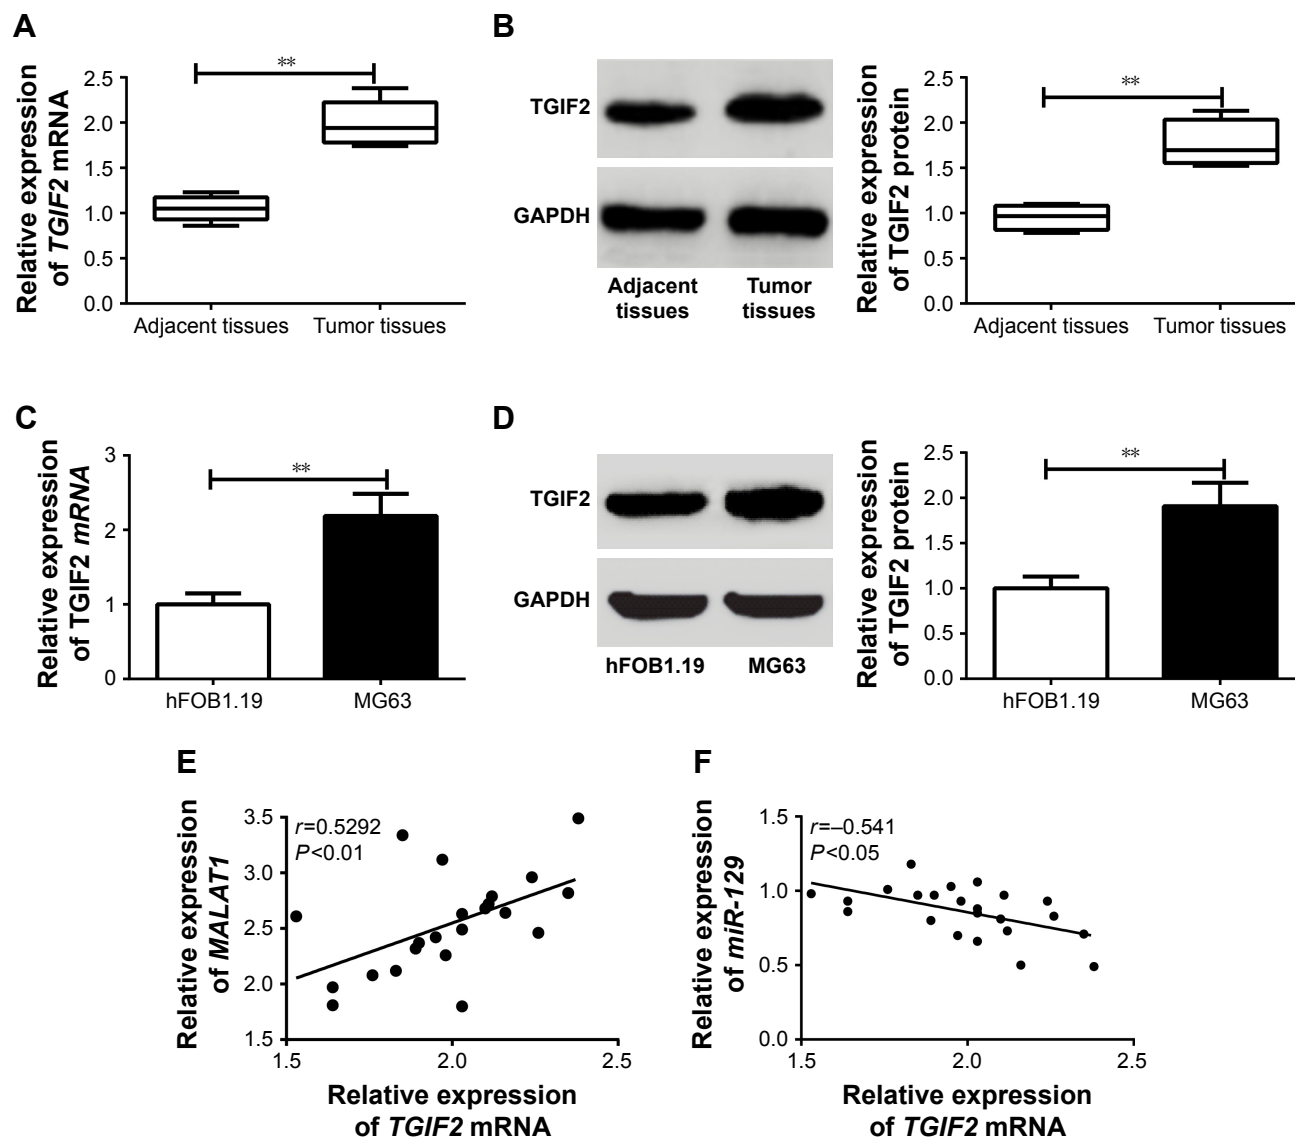 A
Relative expression
of TGIF2 mRNA
2.5
2.0
1.5
1.0
0.5
0.0
**
Adjacent tissues
Tumor tissues
B
TGIF2
GAPDH
Adjacent
tissues
Tumor
tissues
Relative expression
of TGIF2 protein
2.5
2.0
1.5
1.0
0.5
0.0
**
Adjacent tissues
Tumor tissues
C
Relative expression
of TGIF2 mRNA
3
2
1
0
**
hFOB1.19
MG63
D
TGIF2
GAPDH
hFOB1.19
MG63
Relative expression
of TGIF2 protein
2.5
2.0
1.5
1.0
0.5
0.0
**
hFOB1.19
MG63
E
Relative expression
of MALAT1
3.5
3.0
2.5
2.0
1.5
r=0.5292
P<0.01
1.5
2.0
2.5
Relative expression
of TGIF2 mRNA
F
Relative expression
of miR-129
1.5
1.0
0.5
0.0
r=–0.541
P<0.05
1.5
2.0
2.5
Relative expression
of TGIF2 mRNA